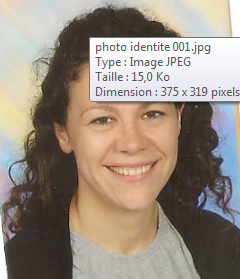 photo identite 001.jpg
Type : Image JPEG
Taille : 15,0 Ko
Dimension : 375 x 319 pixels